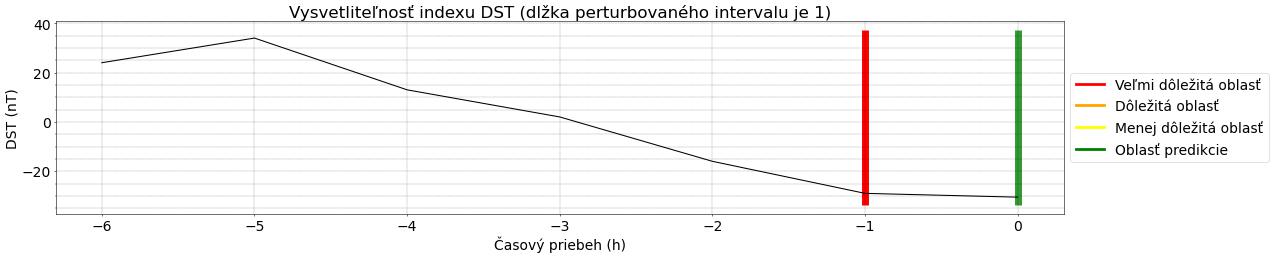 Vysvetliteľnosť indexu DST (dĺžka perturbovaného intervalu je 1)
40
20
0
−20
DST (nT)
−6 −5 −4 −3 −2 −1 0
Časový priebeh (h)
Veľmi dôležitá oblasť
Dôležitá oblasť
Menej dôležitá oblasť
Oblasť predikcie